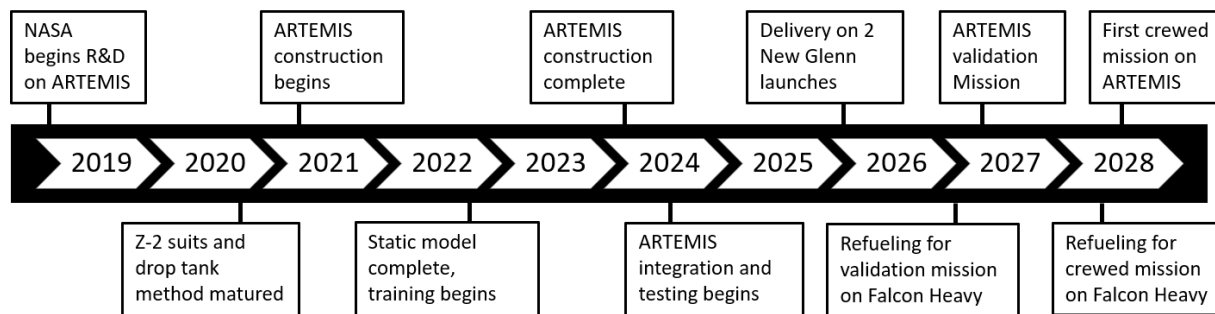 NASA
begins R&D
on ARTEMIS
ARTEMIS
construction
begins
ARTEMIS
construction
complete
Delivery on 2
New Glenn
launches
ARTEMIS
validation
Mission
First crewed
mission on
ARTEMIS
2019 2020 2021 2022 2023 2024 2025 2026 2027 2028
Z-2 suits and
drop tank
method matured
Static model
complete,
training begins
ARTEMIS
integration and
testing begins
Refueling for
validation mission
on Falcon Heavy
Refueling for
crewed mission
on Falcon Heavy